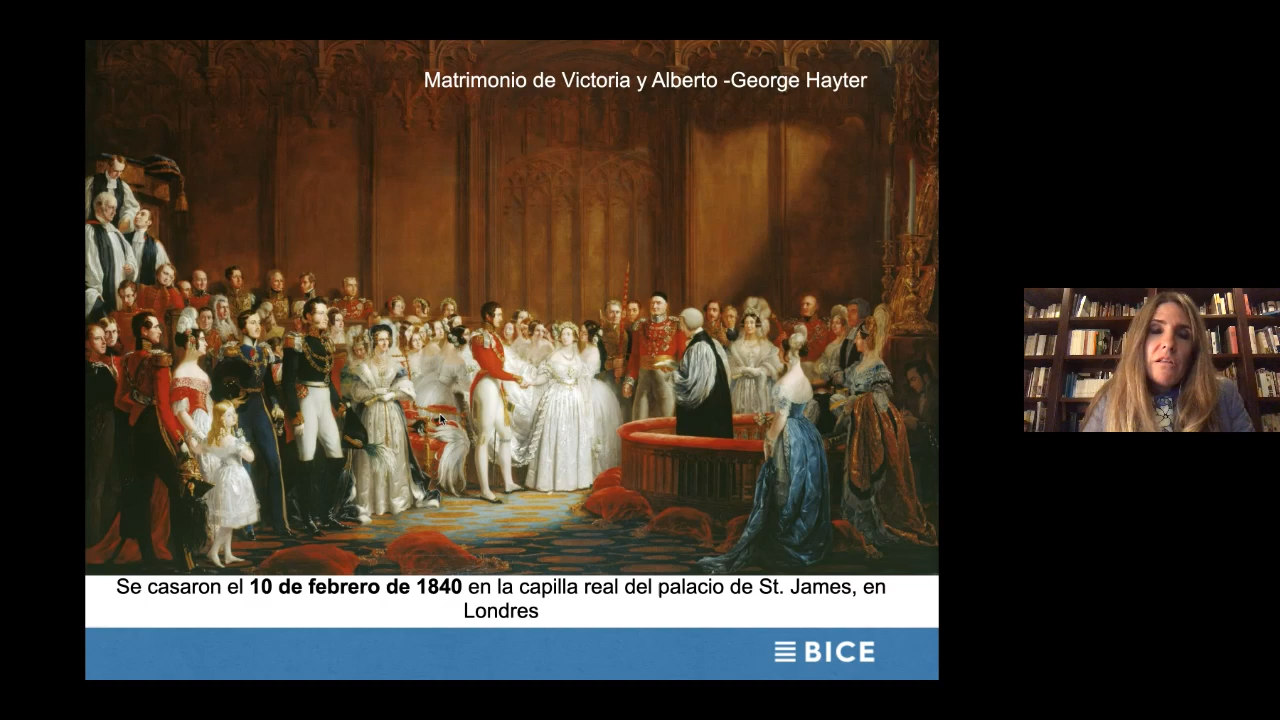 Matrimonio de Victoria y Alberto -George Hayter
Se casaron el 10 de febrero de 1840 en la capilla real del palacio de St. James, en
Londres
BICE